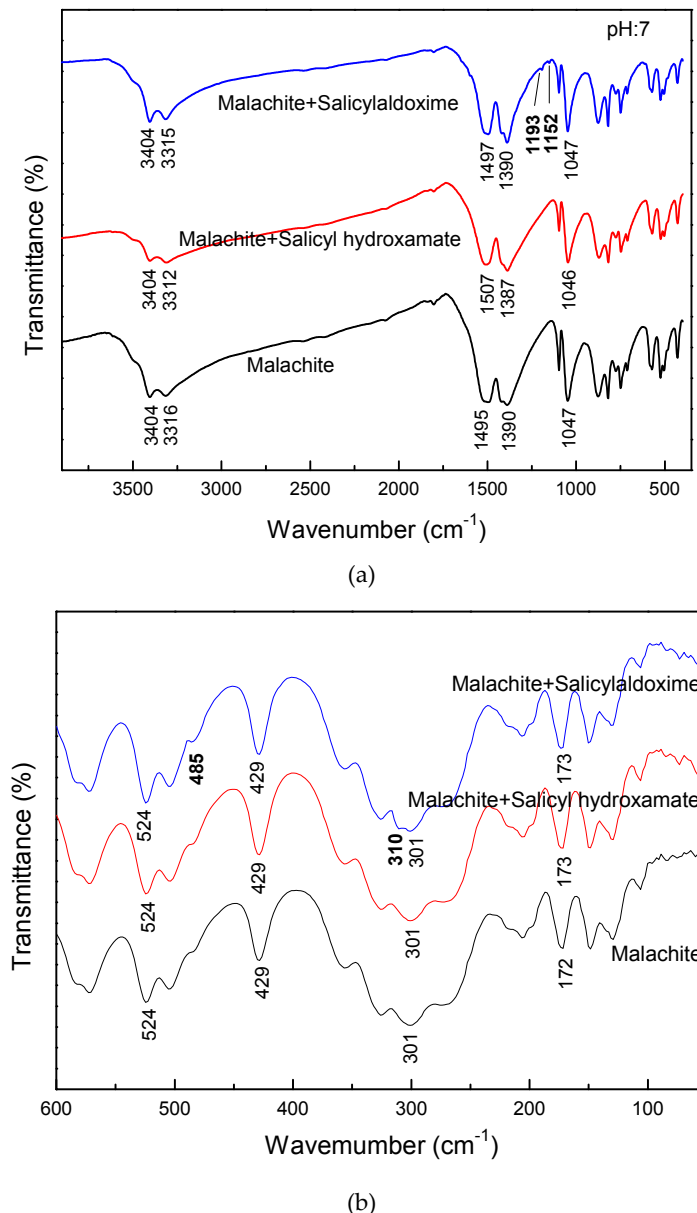 pH:7
Malachite+Salicylaldoxime
3404
3315
1497
1390
1193
1152
1047
Malachite+Salicyl hydroxamate
3404
3312
1507
1387
1046
Malachite
3404
3316
1495
1390
1047
Transmittance (%)
3500 3000 2500 2000 1500 1000 500
Wavenumber (cm-1)
(a)
Malachite+Salicylaldoxime
524
485
429
310
301
173
Malachite+Salicyl hydroxamate
524
429
301
173
Malachite
524
429
301
172
Transmittance (%)
600 500 400 300 200 100
Wavemumber (cm-1)
(b)